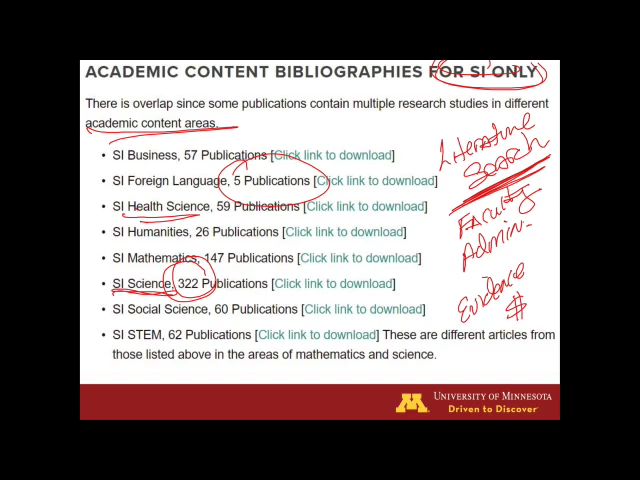 ACADEMIC CONTENT BIBLIOGRAPHIES FOR SI ONLY
There is overlap since some publications contain multiple research studies in different
academic content areas.
• SI Business, 57 Publications [Click link to download]
• SI Foreign Language, 5 Publications [Click link to download]
• SI Health Science, 59 Publications [Click link to download]
• SI Humanities, 26 Publications [Click link to download]
• SI Mathematics, 147 Publications [Click link to download]
• SI Science, 322 Publications [Click link to download]
• SI Social Science, 60 Publications [Click link to download]
• SI STEM, 62 Publications [Click link to download] These are different articles from
those listed above in the areas of mathematics and science.
Literature
Search
Faculty
Admin.
Evidence
$
M
UNIVERSITY OF MINNESOTA
Driven to Discover